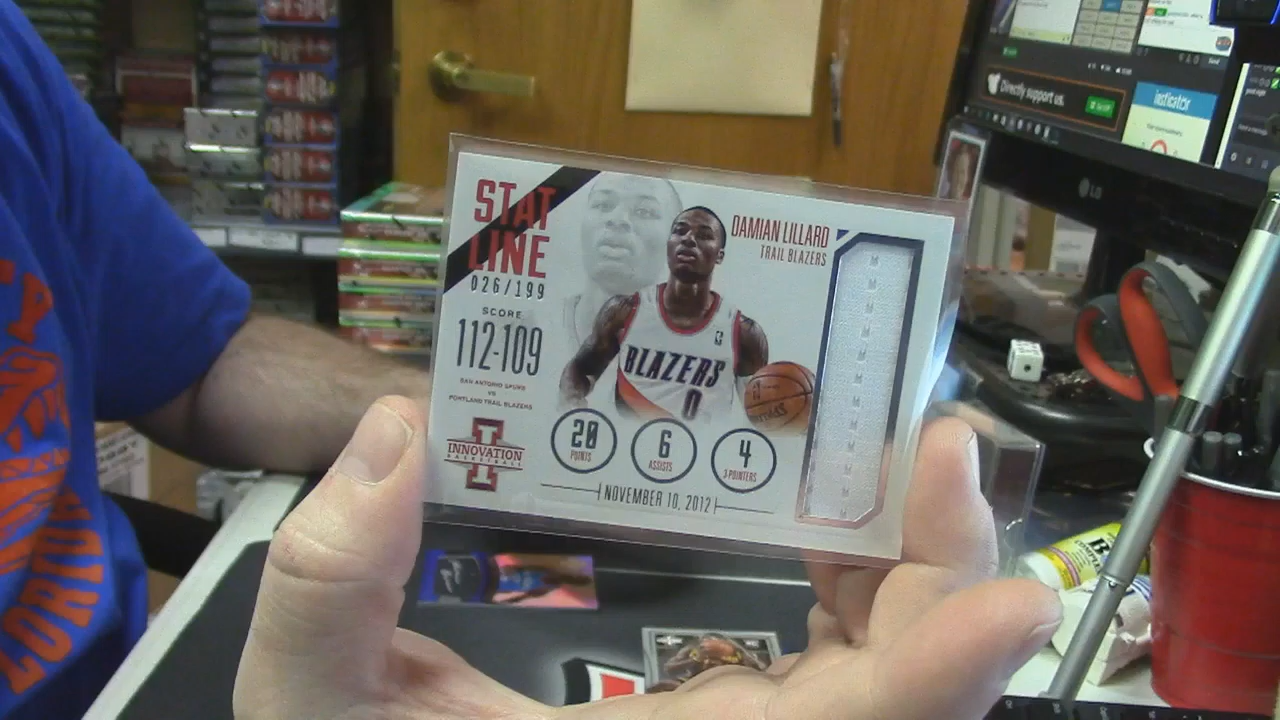 STAT
LINE
026/199
SCORE
112-109
SAN ANTONIO SPURS
VS
PORTLAND TRAIL BLAZERS
INNOVATION
BASKETBALL
DAMIAN LILLARD
TRAIL BLAZERS
BLAZERS
0
20
POINTS
6
ASSISTS
4
3-POINTERS
NOVEMBER 10, 2012
Directly support us.
insticator
LG